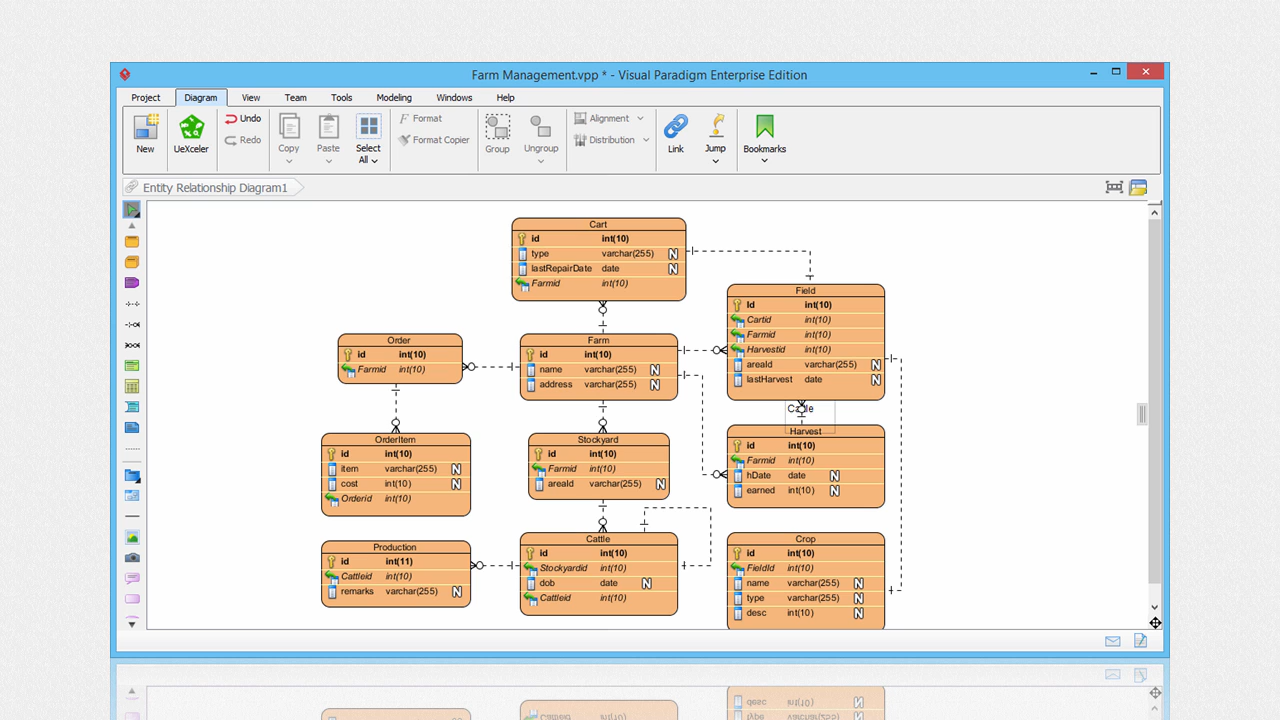 Farm Management.vpp * - Visual Paradigm Enterprise Edition
Project Diagram View Team Tools Modeling Windows Help
New
UeXceler
Undo
Redo
Copy
Paste
Select All
Format
Format Copier
Group
Ungroup
Alignment
Distribution
Link
Jump
Bookmarks
Entity Relationship Diagram1
Cart
id int(10)
type varchar(255) N
lastRepairDate date N
Farmid int(10)
Field
Id int(10)
Cartid int(10)
Farmid int(10)
Harvestid int(10)
areaId varchar(255) N
lastHarvest date N
Order
id int(10)
Farmid int(10)
Farm
id int(10)
name varchar(255) N
address varchar(255) N
OrderItem
id int(10)
item varchar(255) N
cost int(10) N
Orderid int(10)
Stockyard
id int(10)
Farmid int(10)
areaId varchar(255) N
Harvest
id int(10)
Farmid int(10)
hDate date N
earned int(10) N
Production
id int(11)
Cattleid int(10)
remarks varchar(255) N
Cattle
id int(10)
Stockyardid int(10)
dob date N
Cattleid int(10)
Crop
id int(10)
FieldId int(10)
name varchar(255) N
type varchar(255) N
desc int(10) N